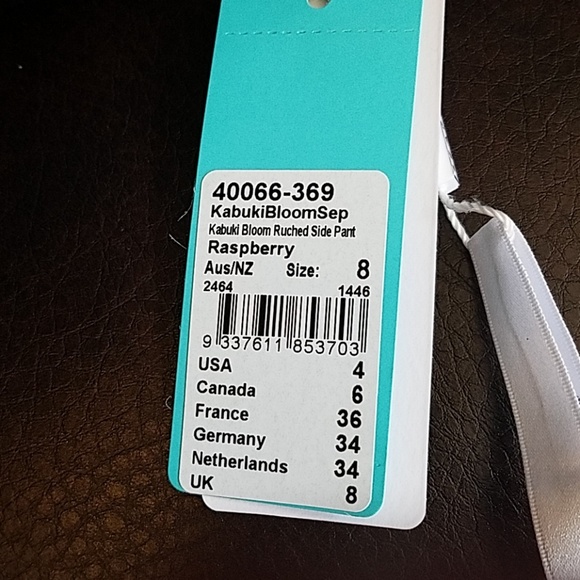 40066-369
KabukiBloomSep
Kabuki Bloom Ruched Side Pant
Raspberry
Aus/NZ Size: 8
2464 1446
9 337611 853703
USA 4
Canada 6
France 36
Germany 34
Netherlands 34
UK 8